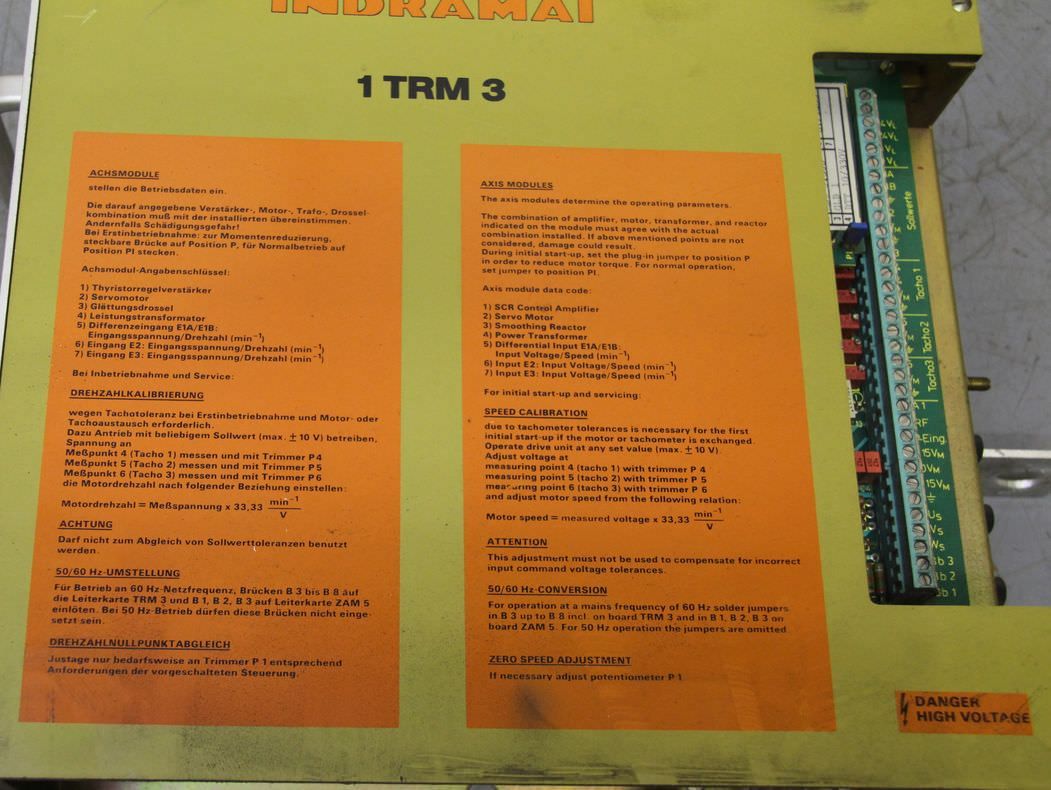 INDRAMAT
1 TRM 3
ACHSMODULE
stellen die Betriebsdaten ein.
Die darauf angegebene Verstärker-, Motor-, Trafo-, Drossel-
kombination muß mit der installierten übereinstimmen.
Andernfalls Schädigungsgefahr!
Bei Erstinbetriebnahme: zur Momentenreduzierung,
steckbare Brücke auf Position P, für Normalbetrieb auf
Position PI stecken.
Achsmodul-Angabenschlüssel:
1) Thyristorregelverstärker
2) Servomotor
3) Glättungsdrossel
4) Leistungstransformator
5) Differenzeingang E1A/E1B:
Eingangsspannung/Drehzahl (min⁻¹)
6) Eingang E2: Eingangsspannung/Drehzahl (min⁻¹)
7) Eingang E3: Eingangsspannung/Drehzahl (min⁻¹)
Bei Inbetriebnahme und Service:
DREHZAHLKALIBRIERUNG
wegen Tachotoleranz bei Erstinbetriebnahme und Motor- oder
Tachoaustausch erforderlich.
Dazu Antrieb mit beliebigem Sollwert (max. ± 10 V) betreiben,
Spannung an
Meßpunkt 4 (Tacho 1) messen und mit Trimmer P 4
Meßpunkt 5 (Tacho 2) messen und mit Trimmer P 5
Meßpunkt 6 (Tacho 3) messen und mit Trimmer P 6
die Motordrehzahl nach folgender Beziehung einstellen:
Motordrehzahl = Meßspannung x 33,33 min⁻¹/V
ACHTUNG
Darf nicht zum Abgleich von Sollwerttoleranzen benutzt
werden.
50/60 Hz-UMSTELLUNG
Für Betrieb an 60 Hz-Netzfrequenz, Brücken B 3 bis B 8 auf
die Leiterkarte TRM 3 und B 1, B 2, B 3 auf Leiterkarte ZAM 5
einlöten. Bei 50 Hz-Betrieb dürfen diese Brücken nicht einge-
setzt sein.
DREHZAHLNULLPUNKTABGLEICH
Justage nur bedarfsweise an Trimmer P 1 entsprechend
Anforderungen der vorgeschalteten Steuerung.
AXIS MODULES
The axis modules determine the operating parameters.
The combination of amplifier, motor, transformer, and reactor
indicated on the module must agree with the actual
combination installed. If above mentioned points are not
considered, damage could result.
During initial start-up, set the plug-in jumper to position P
in order to reduce motor torque. For normal operation,
set jumper to position PI.
Axis module data code:
1) SCR Control Amplifier
2) Servo Motor
3) Smoothing Reactor
4) Power Transformer
5) Differential Input E1A/E1B:
Input Voltage/Speed (min⁻¹)
6) Input E2: Input Voltage/Speed (min⁻¹)
7) Input E3: Input Voltage/Speed (min⁻¹)
For initial start-up and servicing:
SPEED CALIBRATION
due to tachometer tolerances is necessary for the first
initial start-up if the motor or tachometer is exchanged.
Operate drive unit at any set value (max. ± 10 V).
Adjust voltage at
measuring point 4 (tacho 1) with trimmer P 4
measuring point 5 (tacho 2) with trimmer P 5
measuring point 6 (tacho 3) with trimmer P 6
and adjust motor speed from the following relation:
Motor speed = measured voltage x 33,33 min⁻¹/V
ATTENTION
This adjustment must not be used to compensate for incorrect
input command voltage tolerances.
50/60 Hz-CONVERSION
For operation at a mains frequency of 60 Hz solder jumpers
in B 3 up to B 8 incl. on board TRM 3 and in B 1, B 2, B 3 on
board ZAM 5. For 50 Hz operation the jumpers are omitted
ZERO SPEED ADJUSTMENT
If necessary adjust potentiometer P 1
Sollwerte
Tacho 1
Tacho2
Tacho3
RF
Eing.
15VM
0VM
15VM
DANGER
HIGH VOLTAGE